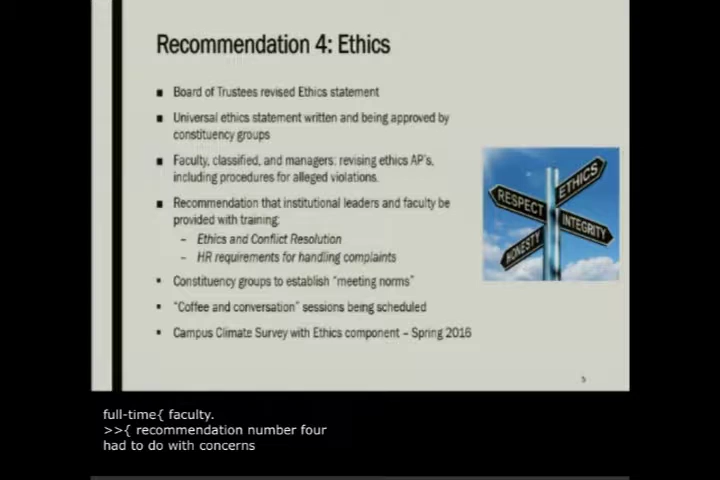 Recommendation 4: Ethics
■ Board of Trustees revised Ethics statement
■ Universal ethics statement written and being approved by
constituency groups
■ Faculty, classified, and managers: revising ethics AP's,
including procedures for alleged violations.
■ Recommendation that institutional leaders and faculty be
provided with training:
– Ethics and Conflict Resolution
– HR requirements for handling complaints
▪ Constituency groups to establish "meeting norms"
▪ "Coffee and conversation" sessions being scheduled
▪ Campus Climate Survey with Ethics component – Spring 2016
ETHICS
RESPECT
INTEGRITY
HONESTY
5
full-time{ faculty.
>>{ recommendation number four
had to do with concerns